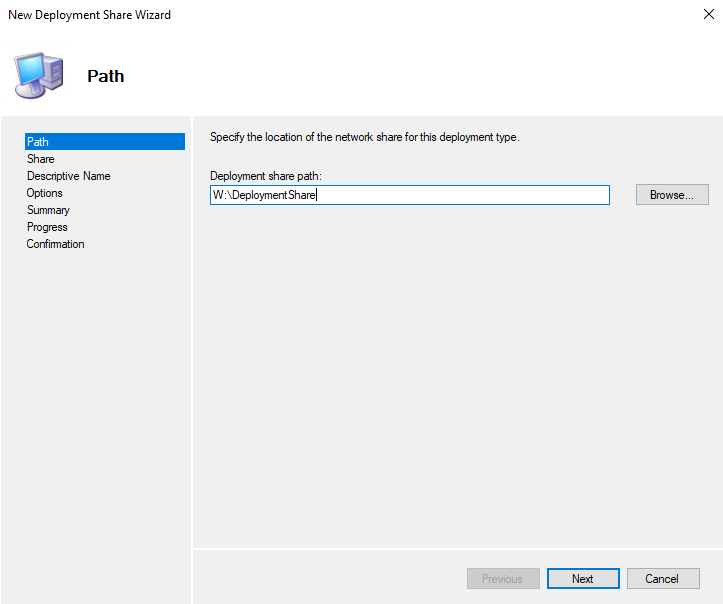 New Deployment Share Wizard
Path
Path
Share
Descriptive Name
Options
Summary
Progress
Confirmation
Specify the location of the network share for this deployment type.
Deployment share path:
W:\DeploymentShare
Browse...
Previous
Next
Cancel